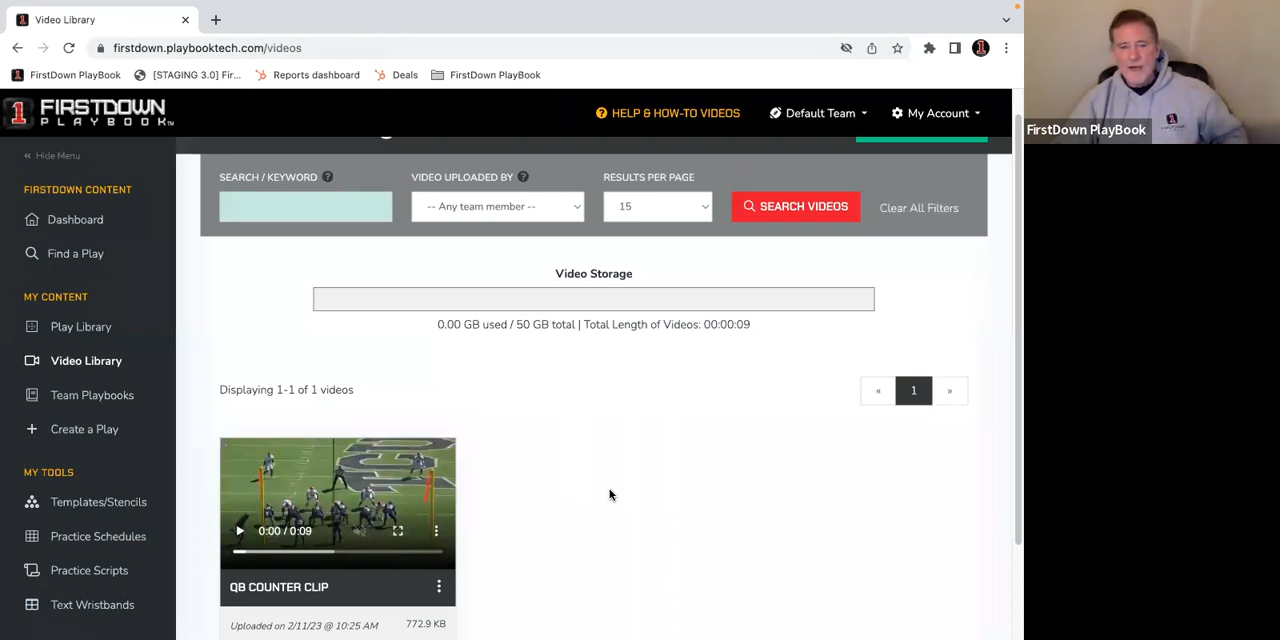 Video Library
firstdown.playbooktech.com/videos
FirstDown PlayBook
[STAGING 3.0] Fir...
Reports dashboard
Deals
FirstDown PlayBook
FIRSTDOWN
PLAYBOOK™
HELP & HOW-TO VIDEOS
Default Team
My Account
FirstDown PlayBook
Hide Menu
FIRSTDOWN CONTENT
Dashboard
Find a Play
MY CONTENT
Play Library
Video Library
Team Playbooks
Create a Play
MY TOOLS
Templates/Stencils
Practice Schedules
Practice Scripts
Text Wristbands
SEARCH / KEYWORD
VIDEO UPLOADED BY
RESULTS PER PAGE
-- Any team member --
15
SEARCH VIDEOS
Clear All Filters
Video Storage
0.00 GB used / 50 GB total | Total Length of Videos: 00:00:09
Displaying 1-1 of 1 videos
« 1 »
0:00 / 0:09
QB COUNTER CLIP
Uploaded on 2/11/23 @ 10:25 AM
772.9 KB